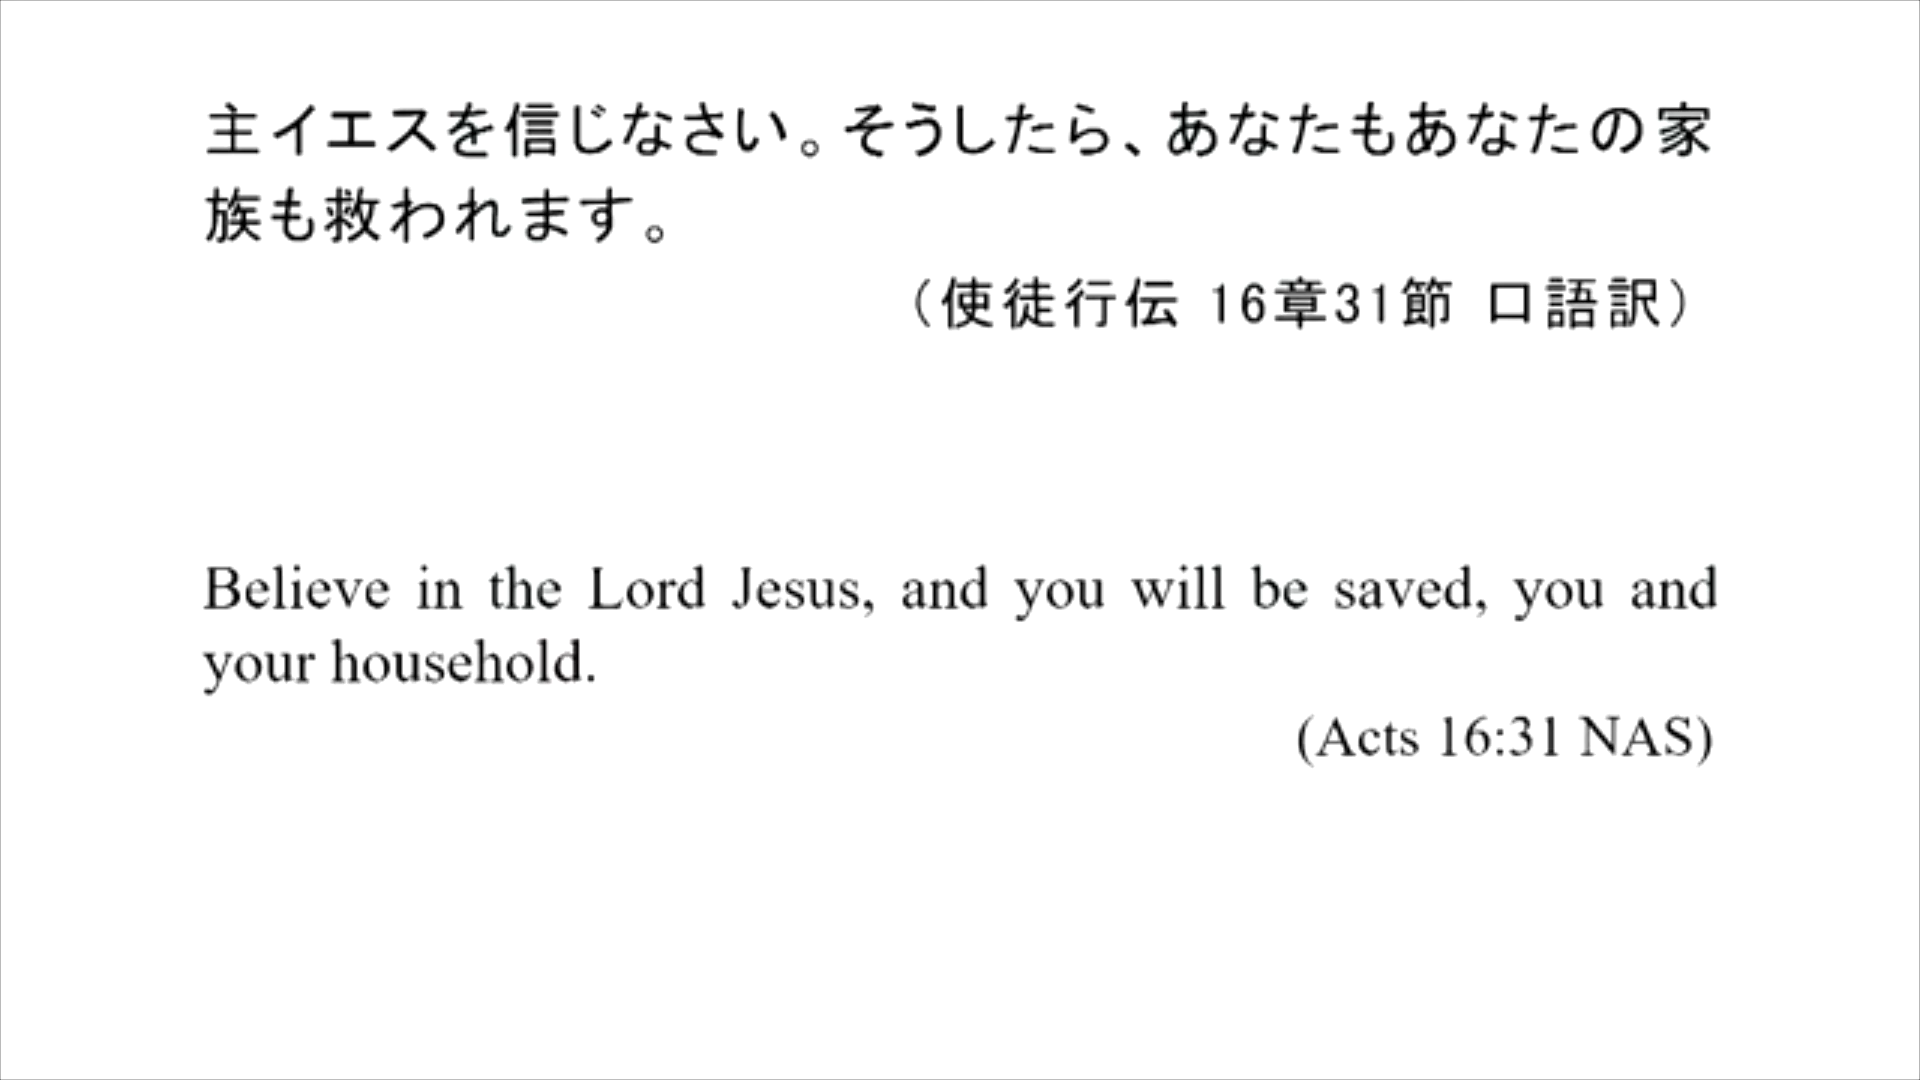 主イエスを信じなさい。そうしたら、あなたもあなたの家
族も救われます。
（使徒行伝 16章31節 口語訳）
Believe in the Lord Jesus, and you will be saved, you and
your household.
(Acts 16:31 NAS)